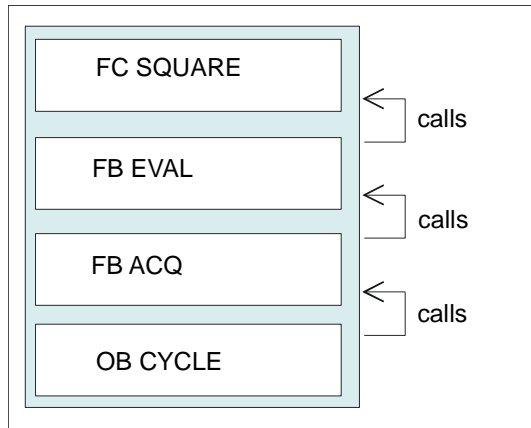 FC SQUARE
calls
FB EVAL
calls
FB ACQ
calls
OB CYCLE